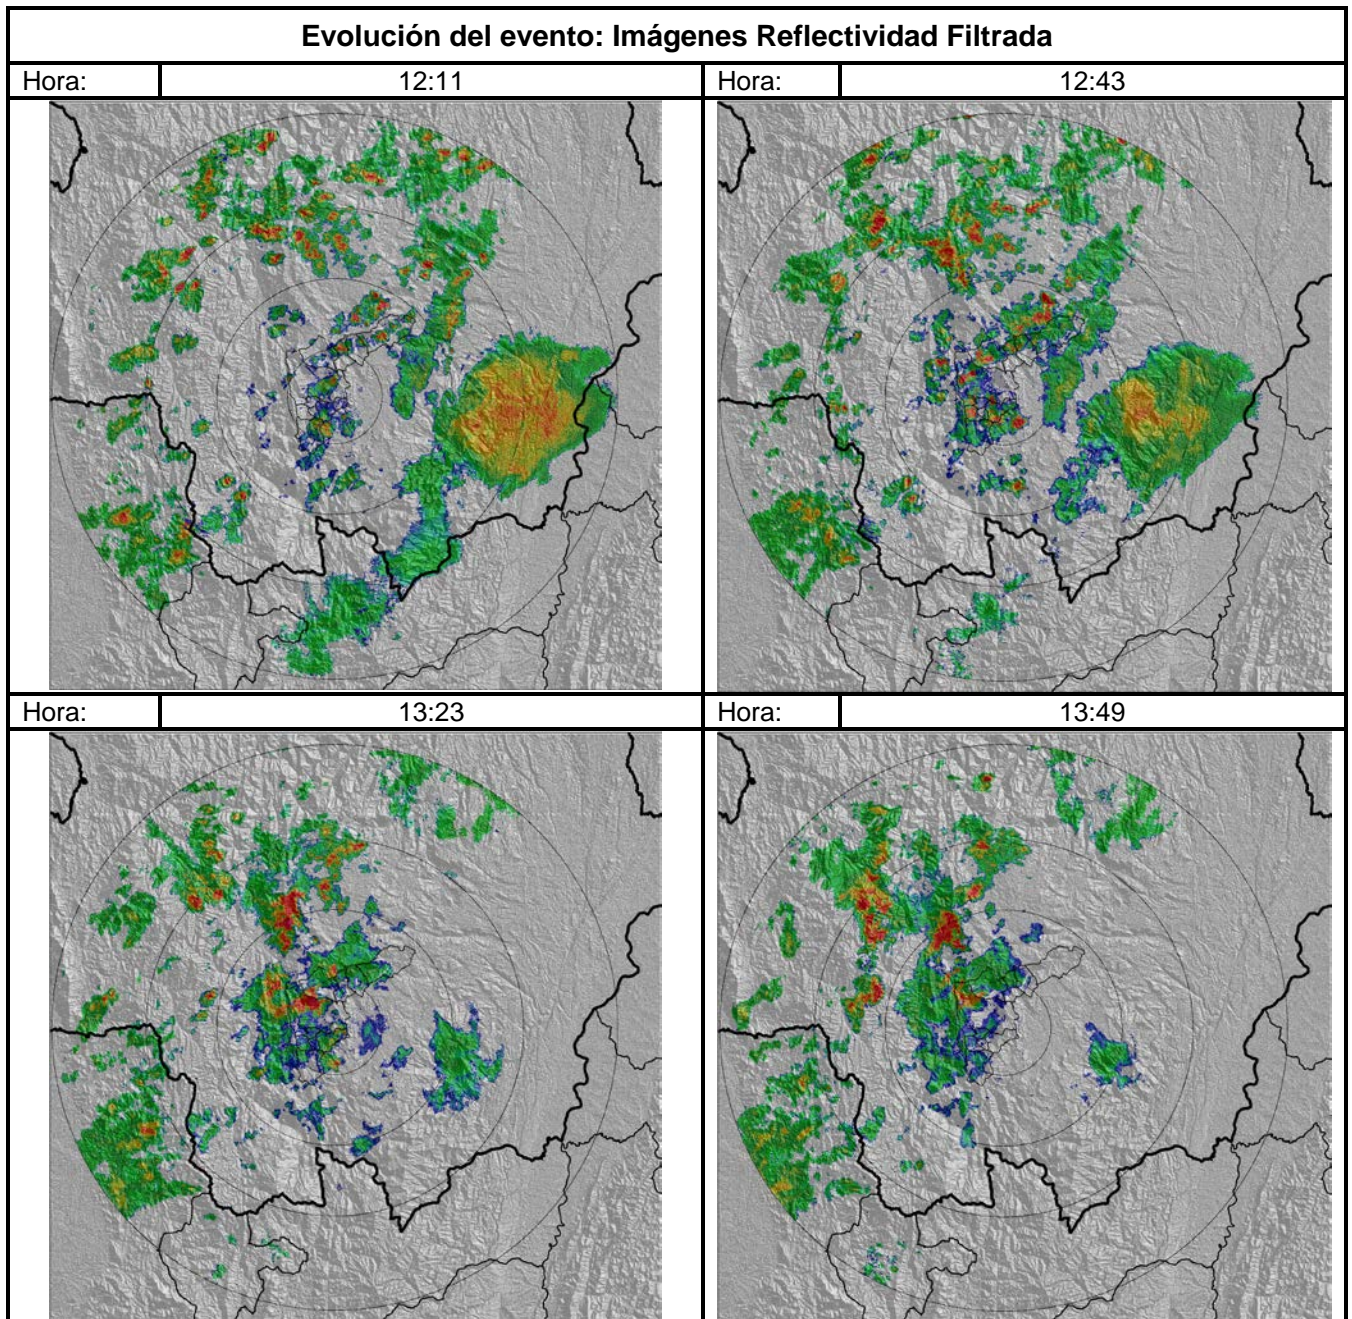 Evolución del evento: Imágenes Reflectividad Filtrada
Hora: 12:11 Hora: 12:43
Hora: 13:23 Hora: 13:49